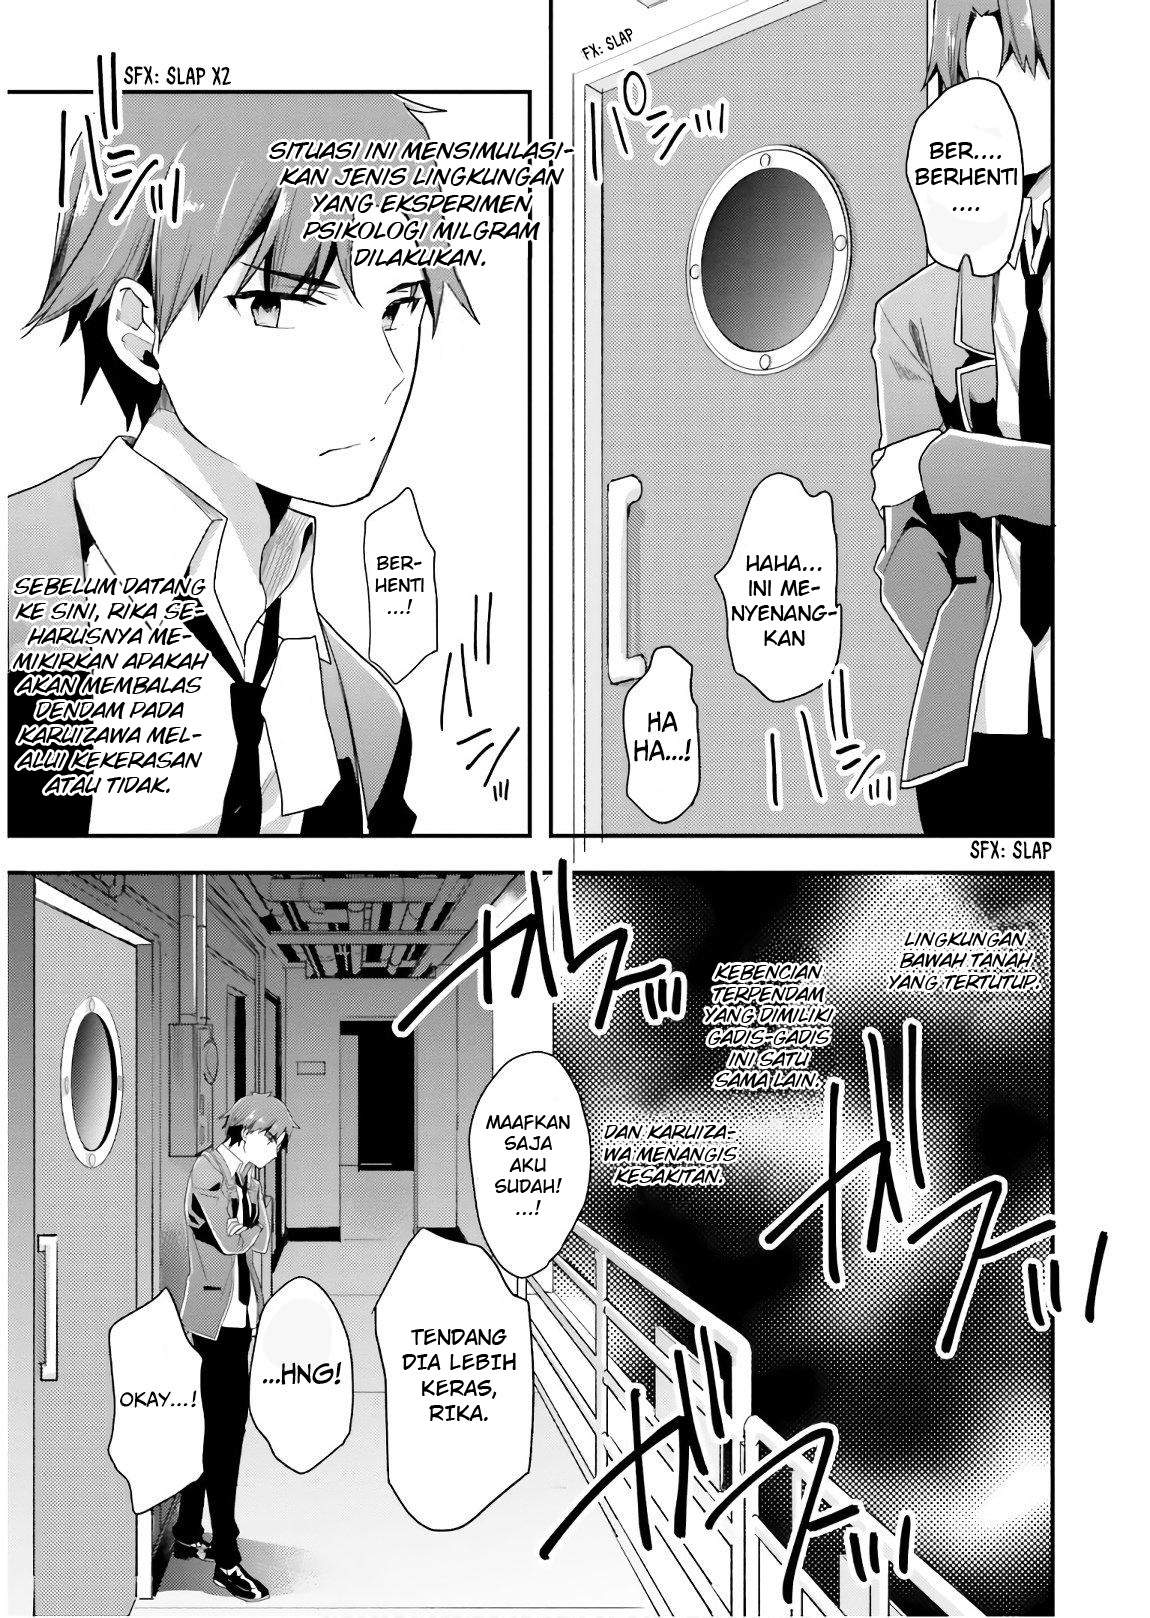 FX: SLAP
パシッ
BER....
BERHENTI
....
HAHA...
INI ME-
NYENANG-
KAN
HA
HA...!
SFX: SLAP
SFX: SLAP X2
SITUASI INI MENSIMULASI-
KAN JENIS LINGKUNGAN
YANG EKSPERIMEN
PSIKOLOGI MILGRAM
DILAKUKAN.
BER-
HENTI
...!
SEBELUM DATANG
KE SINI, RIKA SE-
HARUSNYA ME-
MIKIRKAN APAKAH
AKAN MEMBALAS
DENDAM PADA
KARUIZAWA MEL-
ALUI KEKERASAN
ATAU TIDAK.
LINGKUNGAN
BAWAH TANAH
YANG TERTUTUP.
KEBENCIAN
TERPENDAM
YANG DIMILIKI
GADIS-GADIS
INI SATU
SAMA LAIN.
DAN KARUIZA-
WA MENANGIS
KESAKITAN.
MAAFKAN
SAJA
AKU
SUDAH!
...!
TENDANG
DIA LEBIH
KERAS,
RIKA.
...HNG!
OKAY...!